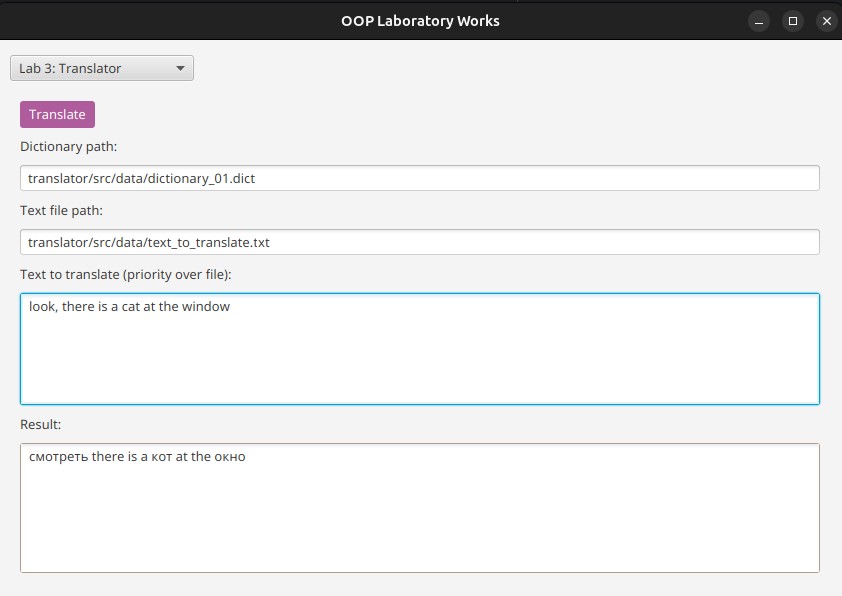 OOP Laboratory Works
Lab 3: Translator
Translate
Dictionary path:
translator/src/data/dictionary_01.dict
Text file path:
translator/src/data/text_to_translate.txt
Text to translate (priority over file):
look, there is a cat at the window
Result:
смотреть there is a кот at the окно